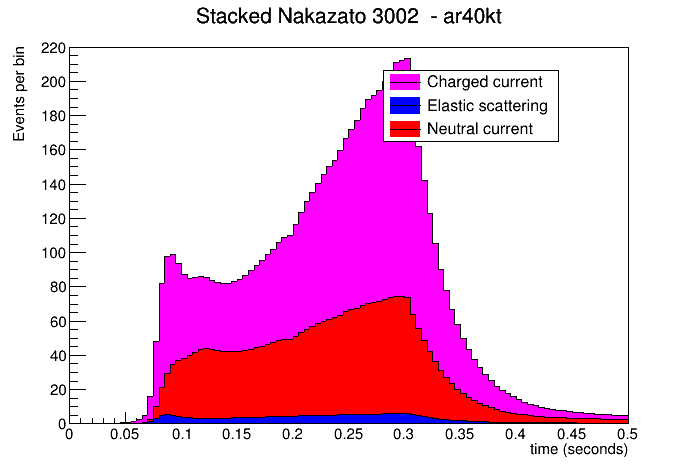 Stacked Nakazato 3002 - ar40kt
Events per bin
220
200
180
160
140
120
100
80
60
40
20
0
Charged current
Elastic scattering
Neutral current
0 0.05 0.1 0.15 0.2 0.25 0.3 0.35 0.4 0.45 0.5
time (seconds)